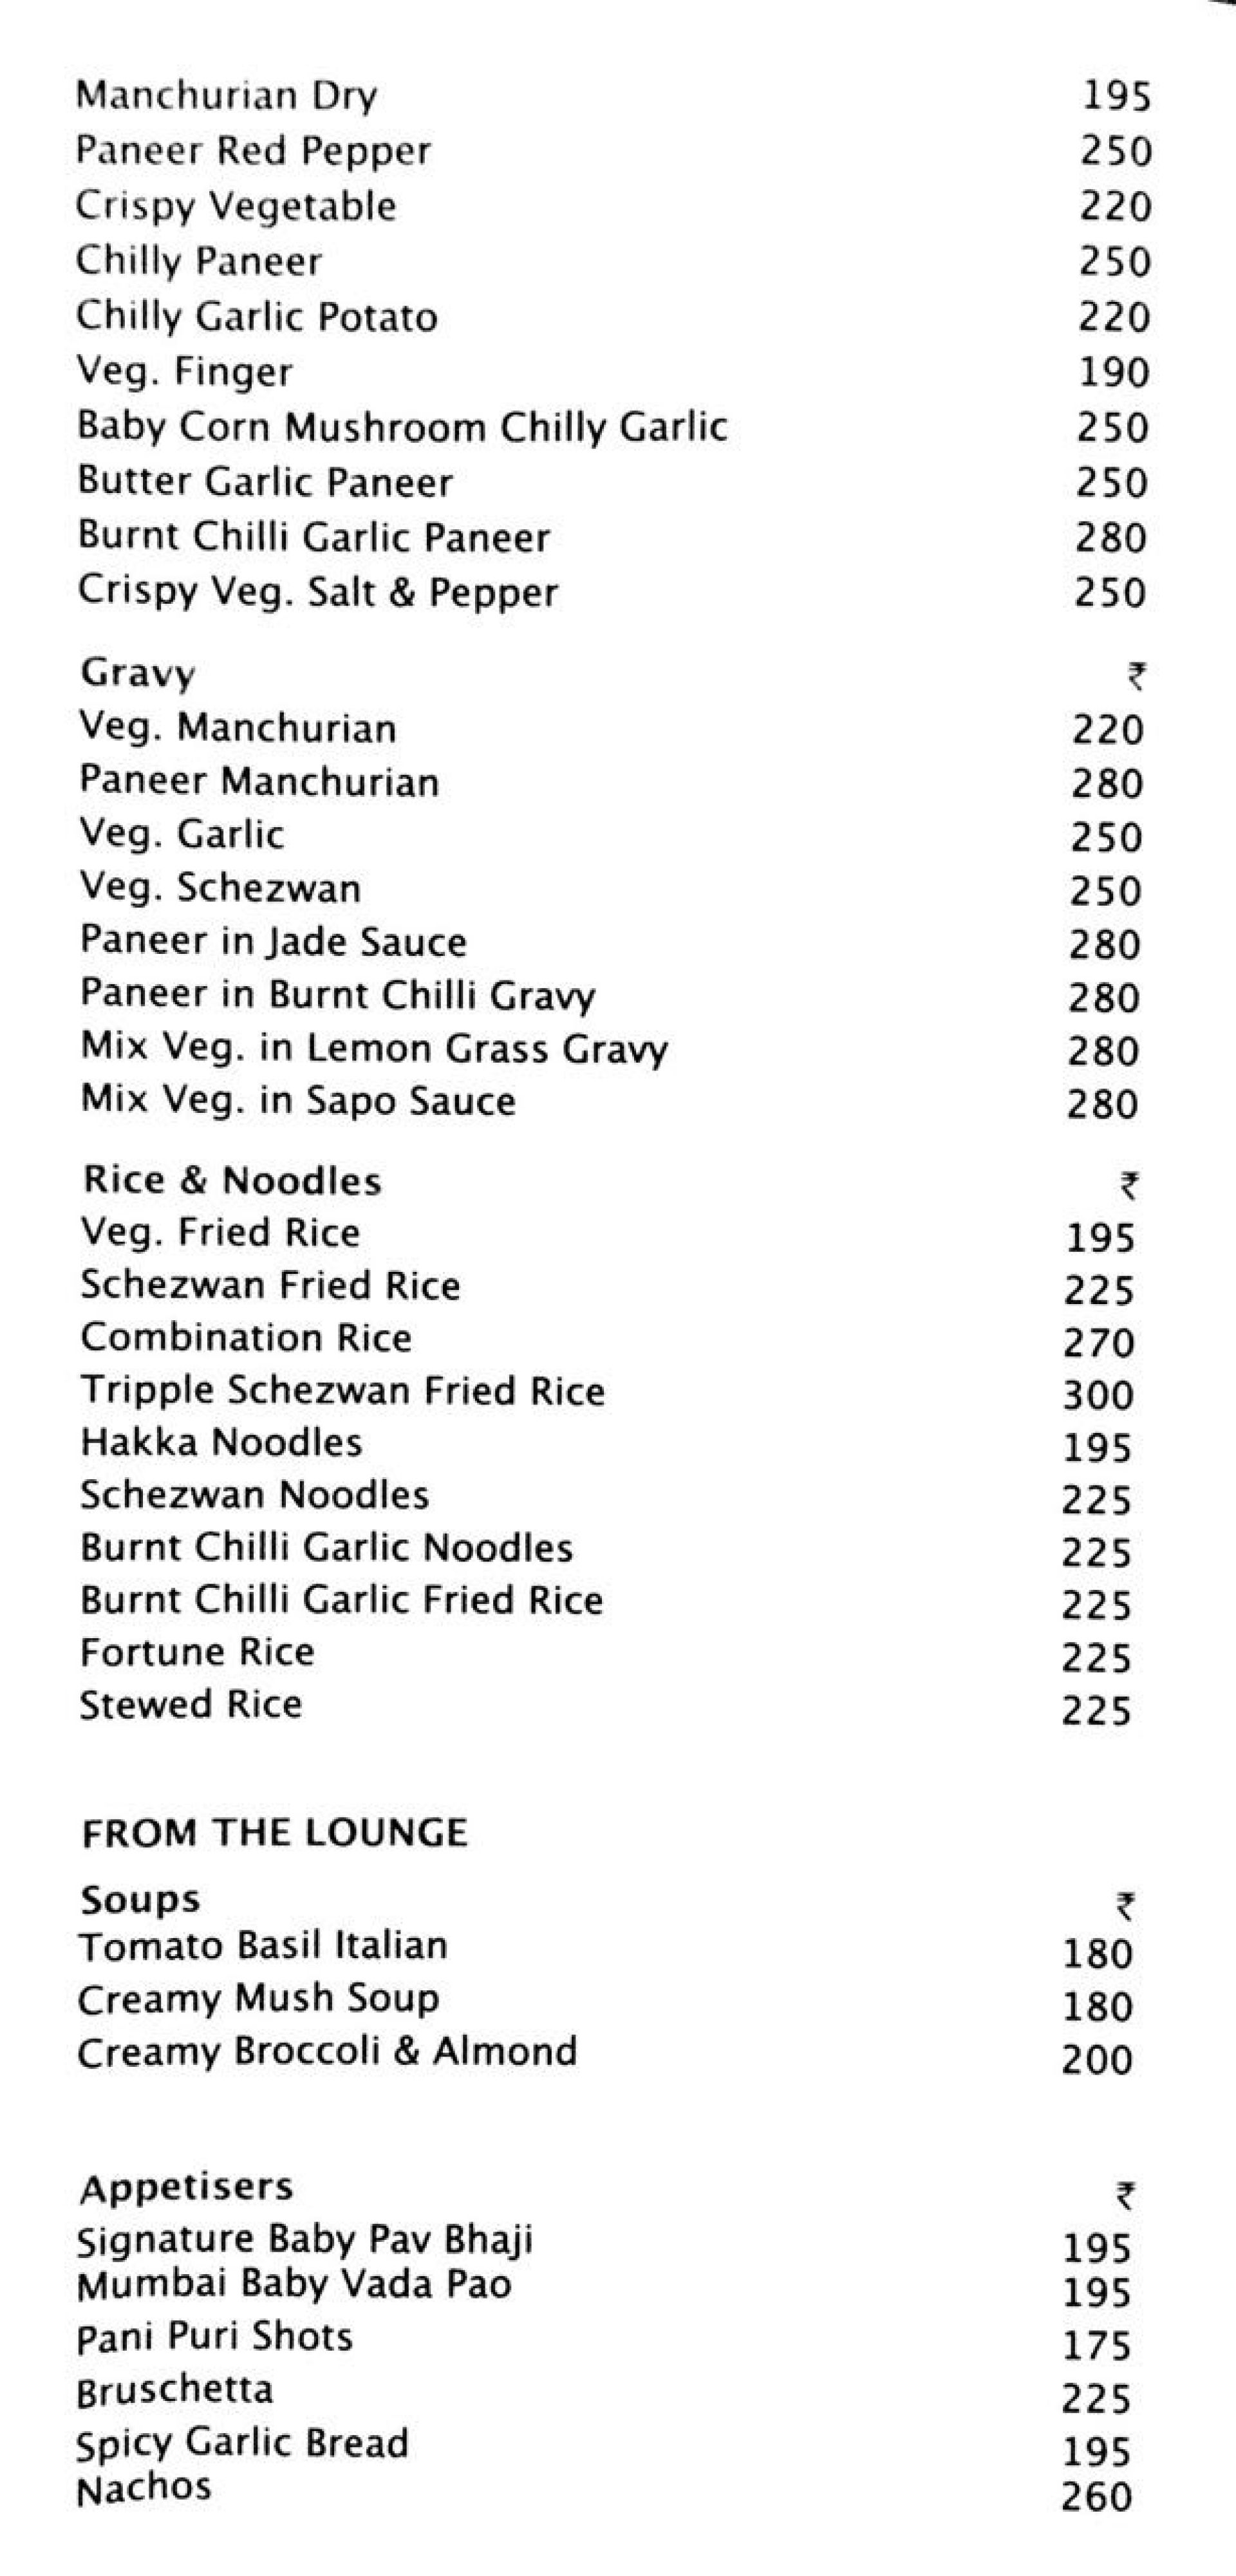 Manchurian Dry 195
Paneer Red Pepper 250
Crispy Vegetable 220
Chilly Paneer 250
Chilly Garlic Potato 220
Veg. Finger 190
Baby Corn Mushroom Chilly Garlic 250
Butter Garlic Paneer 250
Burnt Chilli Garlic Paneer 280
Crispy Veg. Salt & Pepper 250
Gravy ₹
Veg. Manchurian 220
Paneer Manchurian 280
Veg. Garlic 250
Veg. Schezwan 250
Paneer in Jade Sauce 280
Paneer in Burnt Chilli Gravy 280
Mix Veg. in Lemon Grass Gravy 280
Mix Veg. in Sapo Sauce 280
Rice & Noodles ₹
Veg. Fried Rice 195
Schezwan Fried Rice 225
Combination Rice 270
Tripple Schezwan Fried Rice 300
Hakka Noodles 195
Schezwan Noodles 225
Burnt Chilli Garlic Noodles 225
Burnt Chilli Garlic Fried Rice 225
Fortune Rice 225
Stewed Rice 225
FROM THE LOUNGE
Soups ₹
Tomato Basil Italian 180
Creamy Mush Soup 180
Creamy Broccoli & Almond 200
Appetisers ₹
Signature Baby Pav Bhaji 195
Mumbai Baby Vada Pao 195
Pani Puri Shots 175
Bruschetta 225
Spicy Garlic Bread 195
Nachos 260